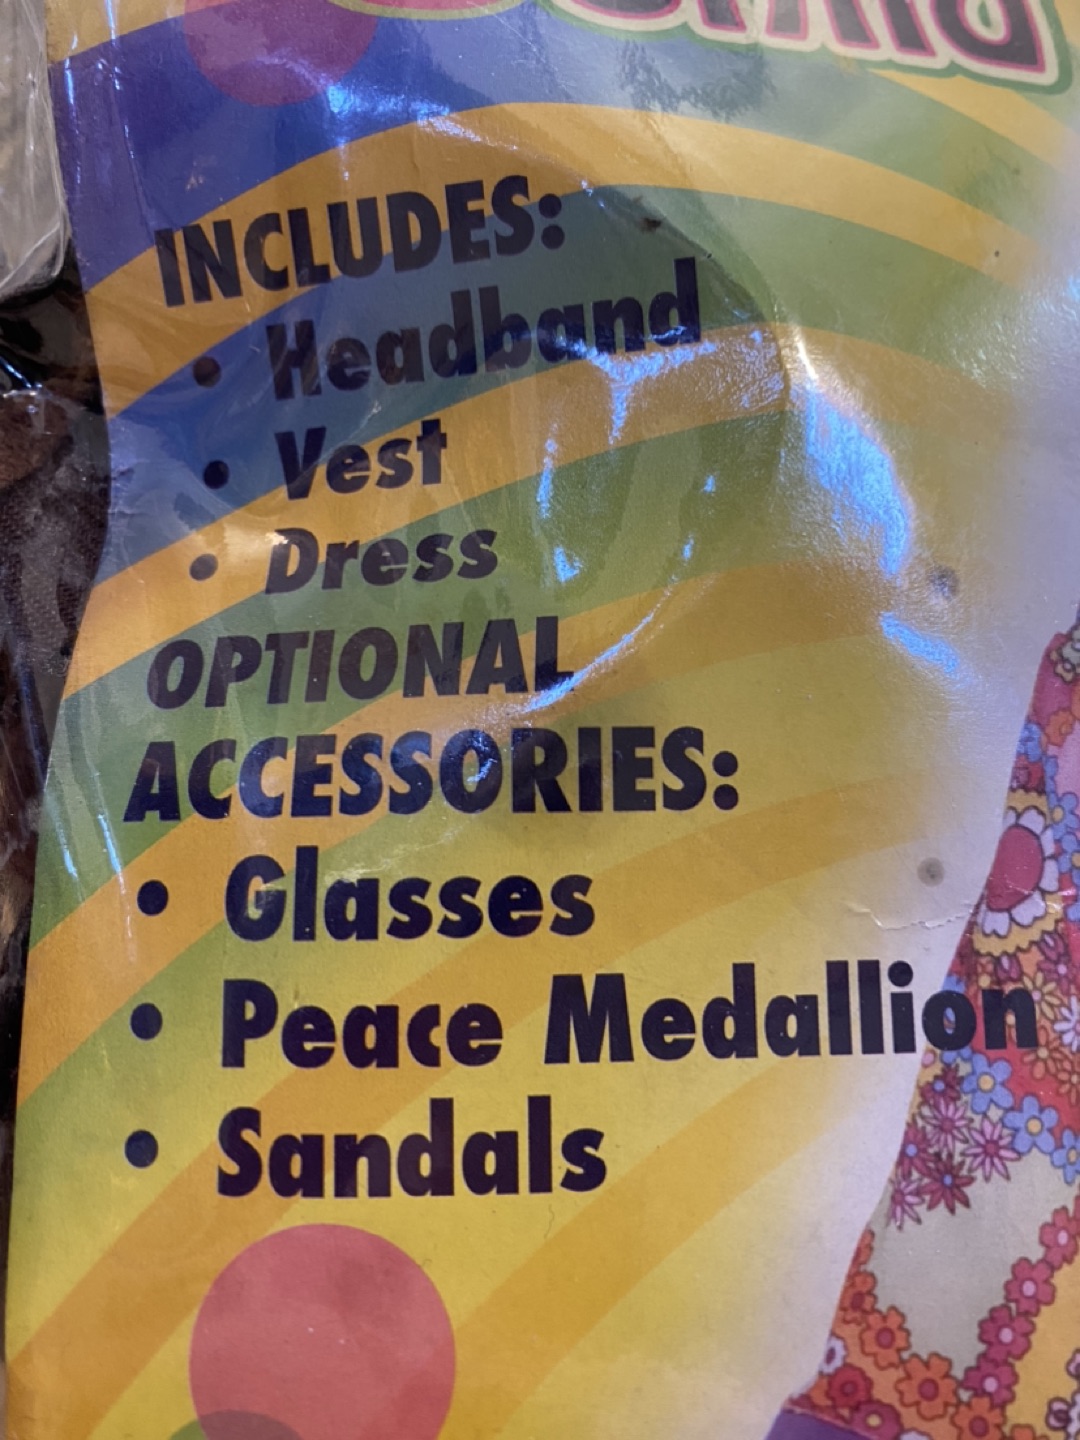 INCLUDES:
• Headband
• Vest
• Dress
OPTIONAL
ACCESSORIES:
• Glasses
• Peace Medallion
• Sandals